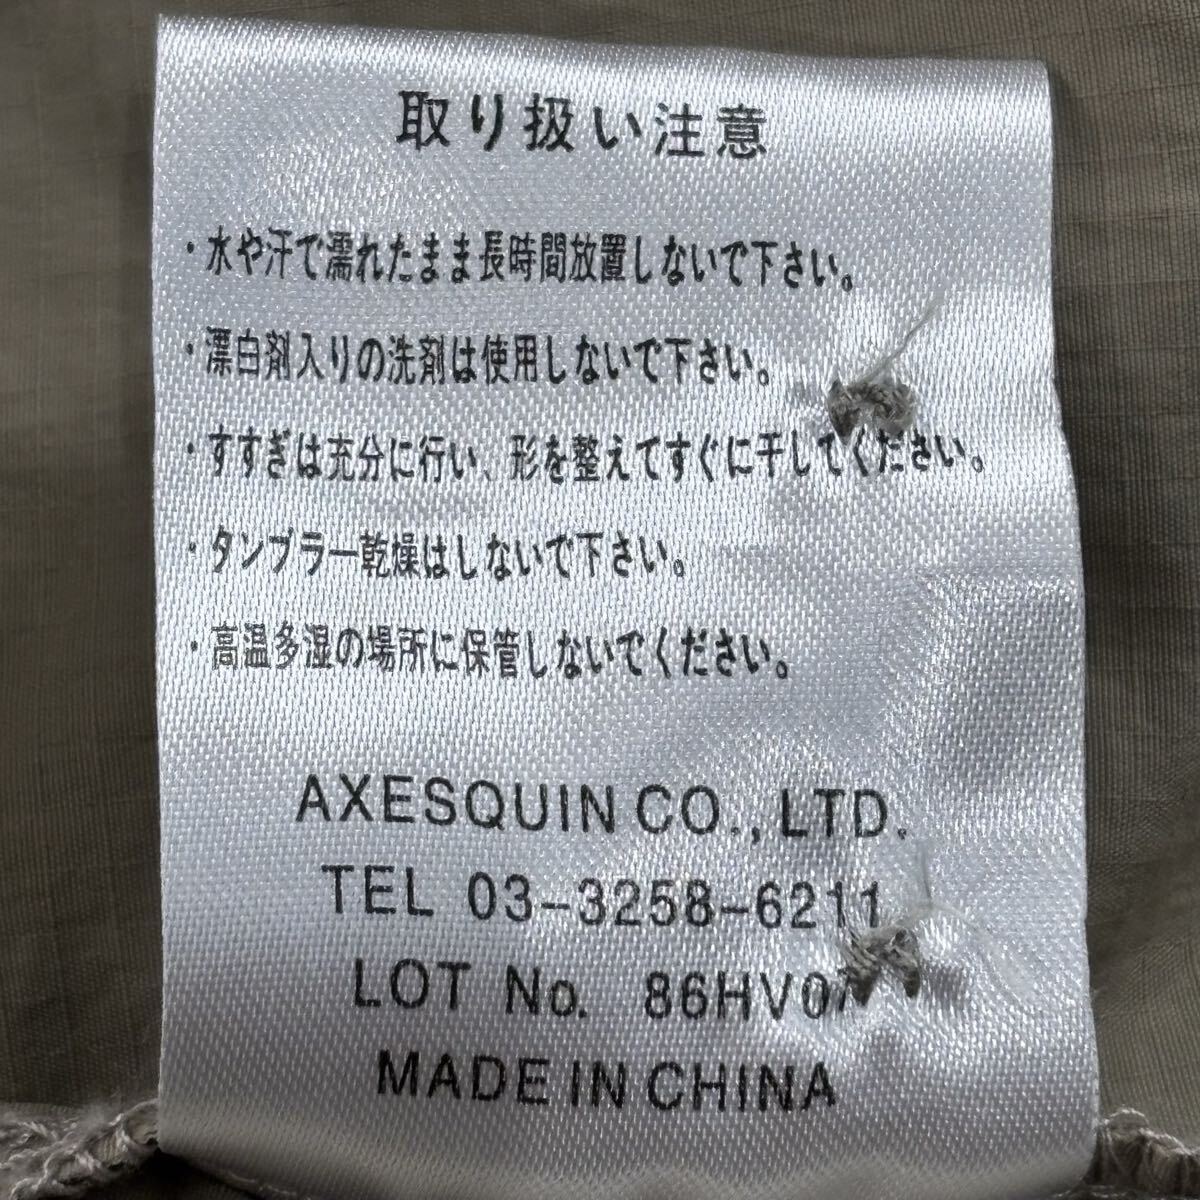 取り扱い注意
・水や汗で濡れたまま長時間放置しないで下さい。
・漂白剤入りの洗剤は使用しないで下さい。
・すすぎは充分に行い、形を整えてすぐに干してください。
・タンブラー乾燥はしないで下さい。
・高温多湿の場所に保管しないでください。
AXESQUIN CO., LTD.
TEL 03-3258-6211
LOT No.
MADE IN CHINA